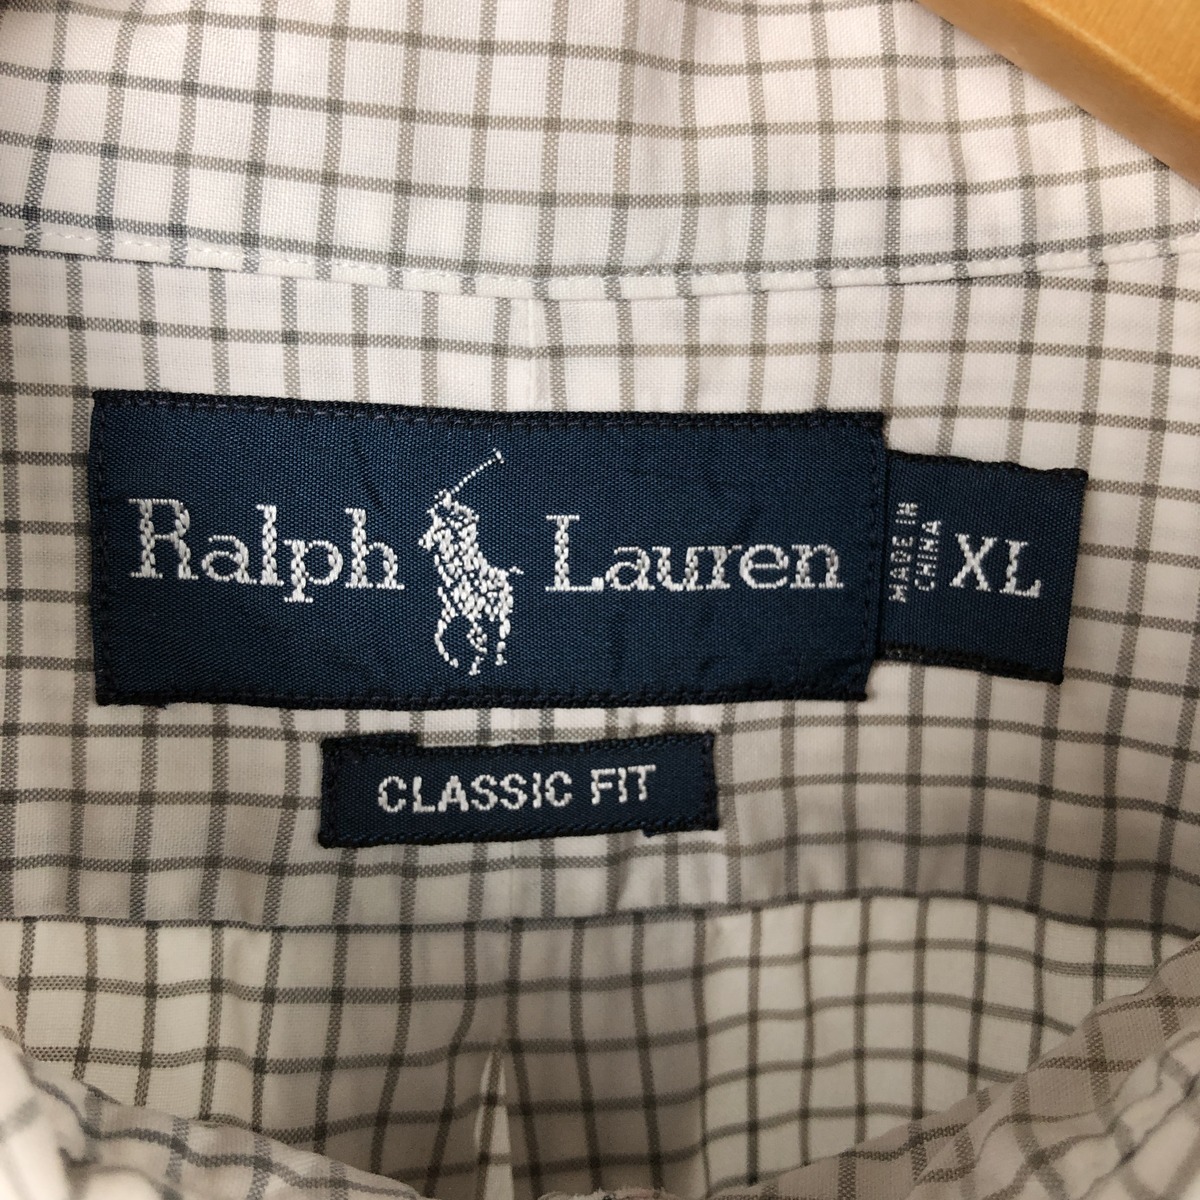 Ralph Lauren
MADE IN
CHINA
XL
CLASSIC FIT